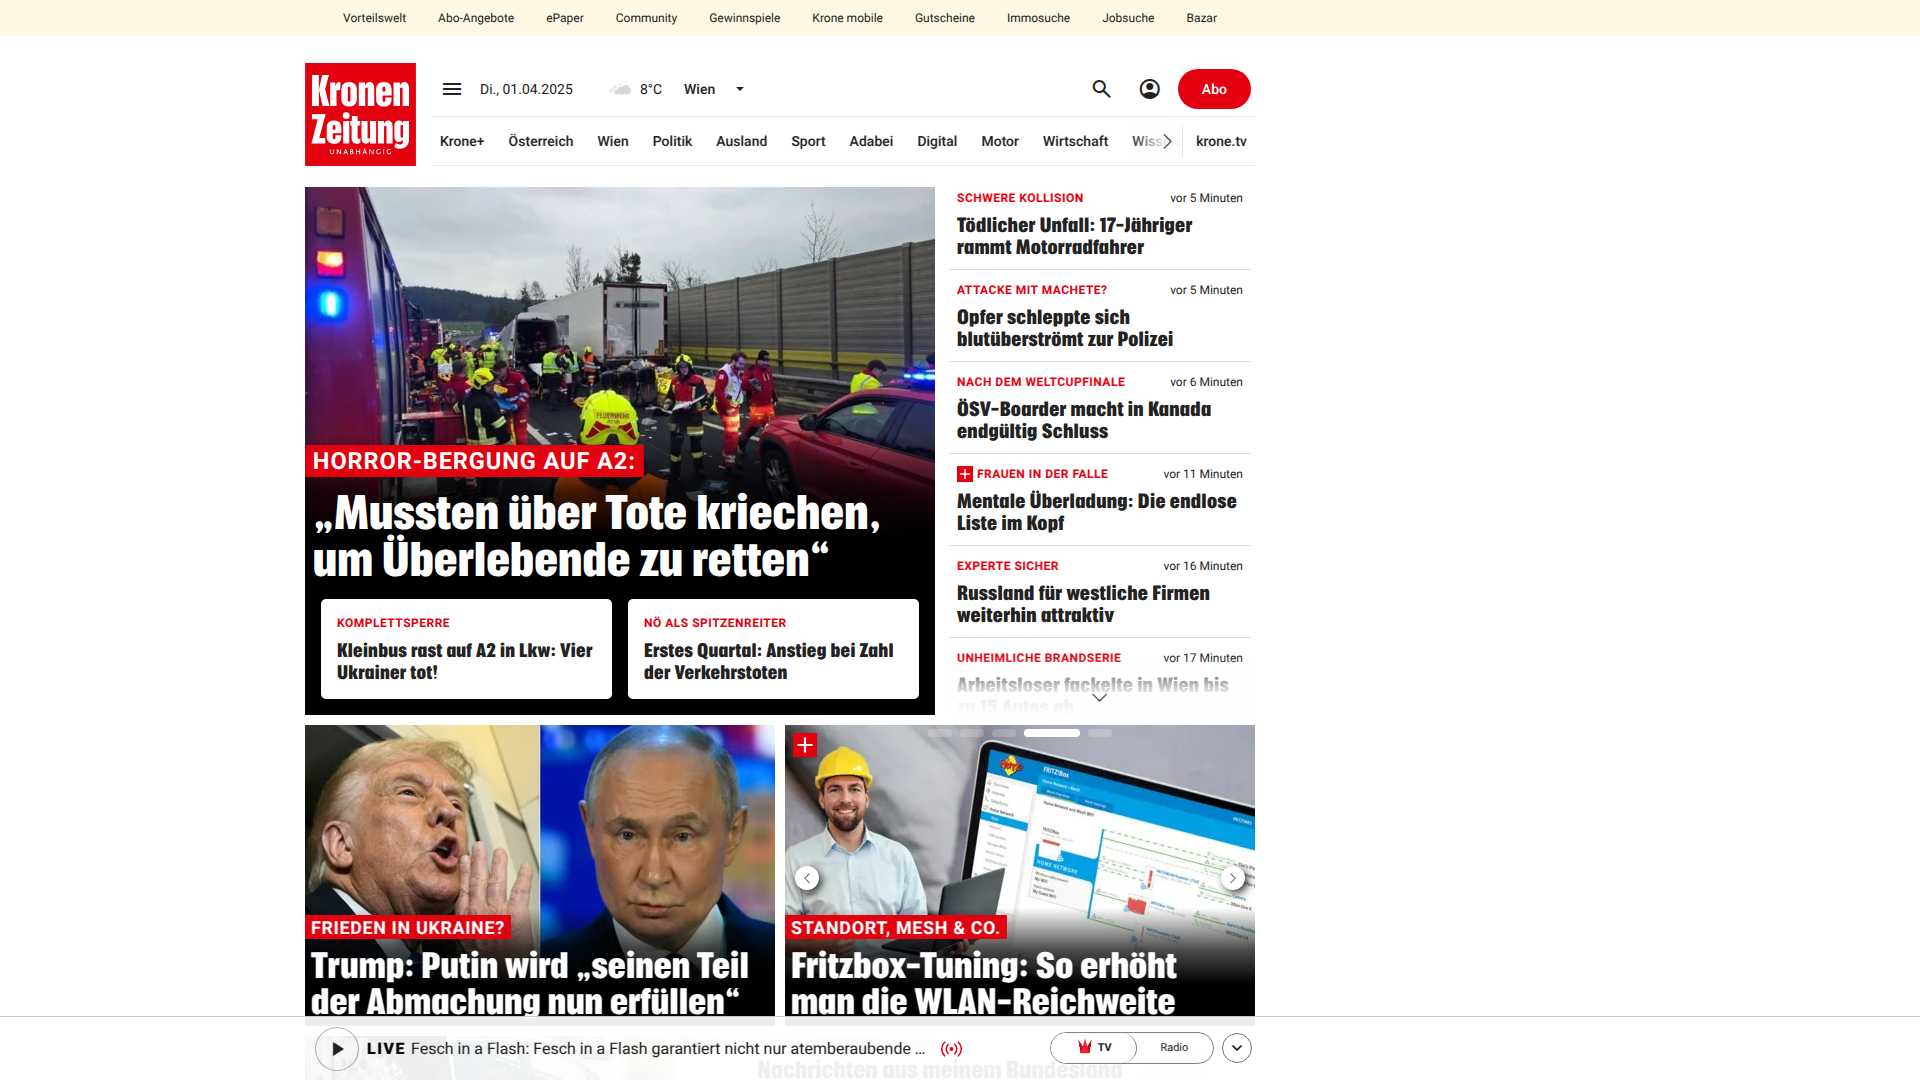 Vorteilswelt Abo-Angebote ePaper Community Gewinnspiele Krone mobile Gutscheine Immosuche Jobsuche Bazar
Kronen
Zeitung
UNABHÄNGIG
Di., 01.04.2025 8°C Wien Abo
Krone+ Österreich Wien Politik Ausland Sport Adabei Digital Motor Wirtschaft Wiss krone.tv
HORROR-BERGUNG AUF A2:
„Mussten über Tote kriechen,
um Überlebende zu retten“
KOMPLETTSPERRE
Kleinbus rast auf A2 in Lkw: Vier
Ukrainer tot!
NÖ ALS SPITZENREITER
Erstes Quartal: Anstieg bei Zahl
der Verkehrstoten
SCHWERE KOLLISION vor 5 Minuten
Tödlicher Unfall: 17-Jähriger
rammt Motorradfahrer
ATTACKE MIT MACHETE? vor 5 Minuten
Opfer schleppte sich
blutüberströmt zur Polizei
NACH DEM WELTCUPFINALE vor 6 Minuten
ÖSV-Boarder macht in Kanada
endgültig Schluss
FRAUEN IN DER FALLE vor 11 Minuten
Mentale Überladung: Die endlose
Liste im Kopf
EXPERTE SICHER vor 16 Minuten
Russland für westliche Firmen
weiterhin attraktiv
UNHEIMLICHE BRANDSERIE vor 17 Minuten
Arbeitsloser fackelte in Wien bis
zu 15 Autos ab
FRIEDEN IN UKRAINE?
Trump: Putin wird „seinen Teil
der Abmachung nun erfüllen“
FRITZ!Box
HOME NETWORK
STANDORT, MESH & CO.
Fritzbox-Tuning: So erhöht
man die WLAN-Reichweite
LIVE Fesch in a Flash: Fesch in a Flash garantiert nicht nur atemberaubende ... TV Radio
Nachrichten aus meinem Bundesland